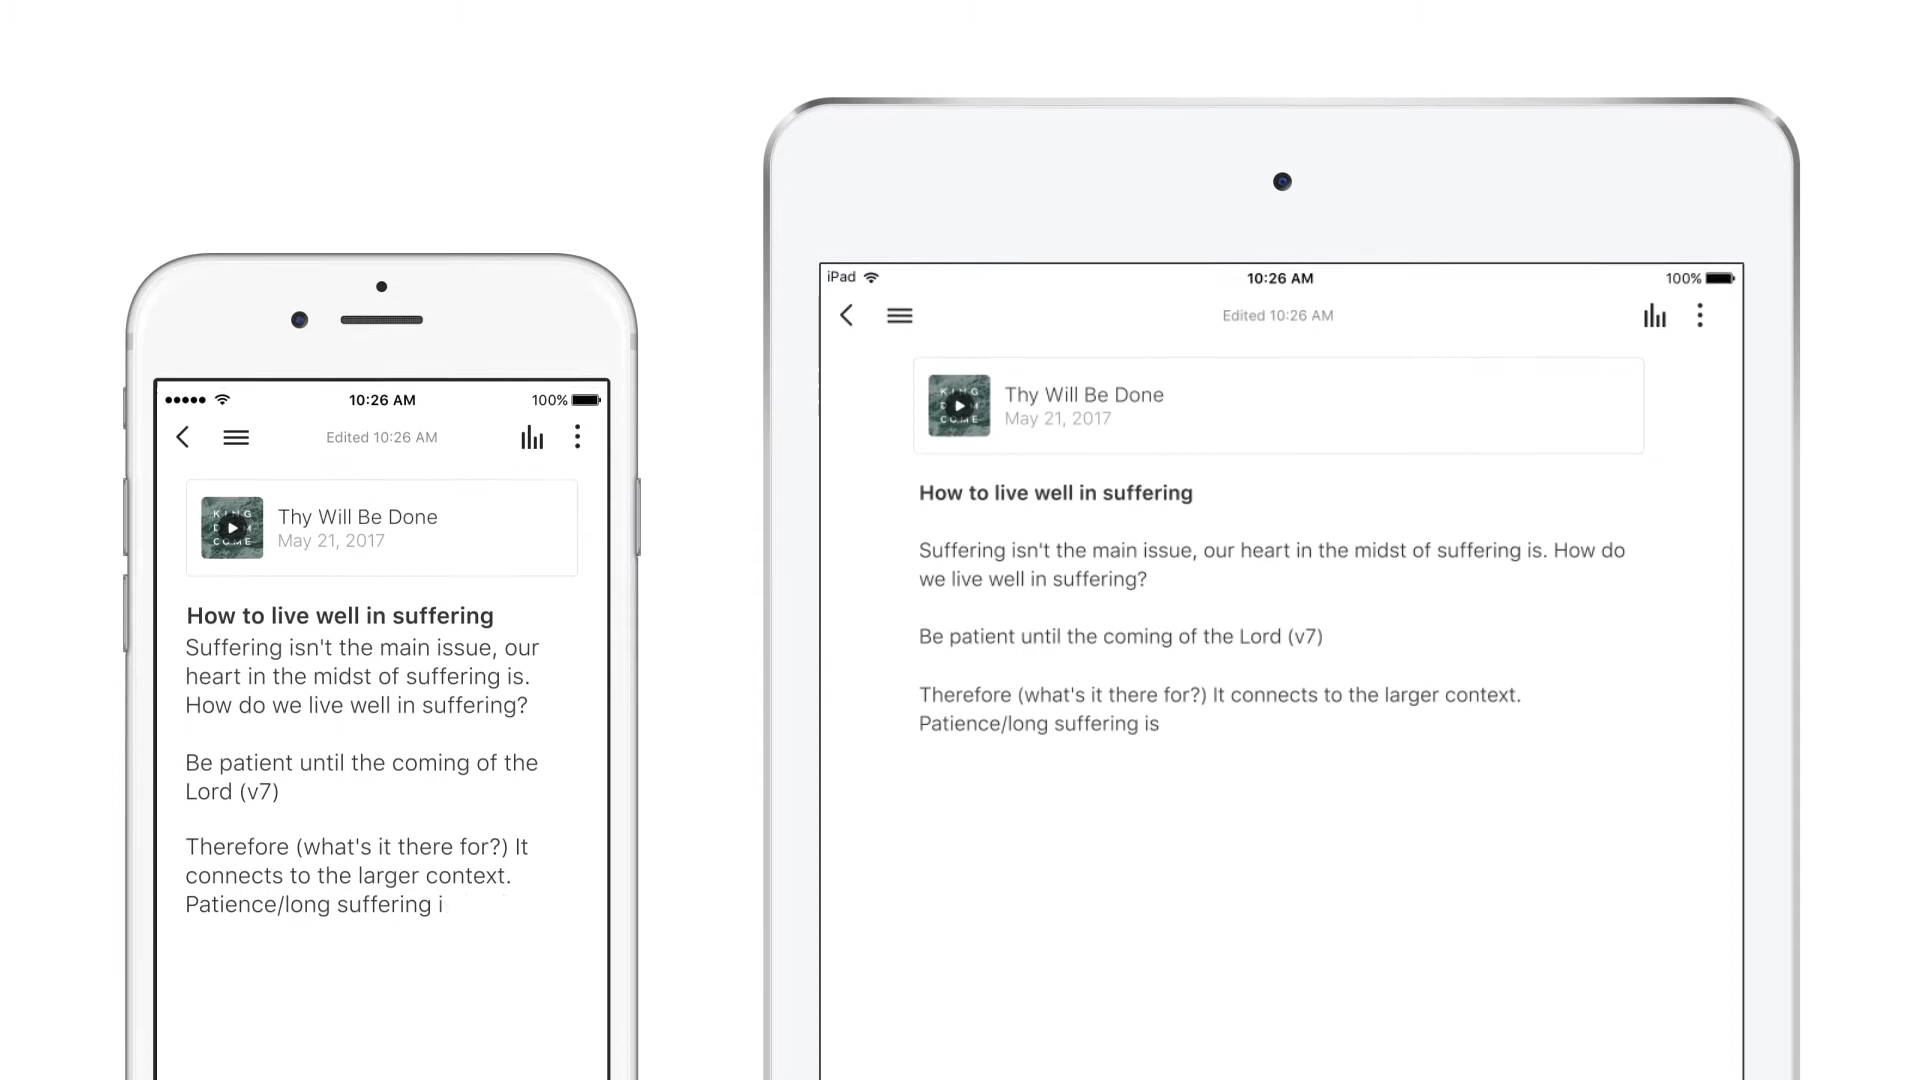 10:26 AM
100%
Edited 10:26 AM
KING
DOM
COME
Thy Will Be Done
May 21, 2017
How to live well in suffering
Suffering isn't the main issue, our
heart in the midst of suffering is.
How do we live well in suffering?
Be patient until the coming of the
Lord (v7)
Therefore (what's it there for?) It
connects to the larger context.
Patience/long suffering i
iPad
10:26 AM
100%
Edited 10:26 AM
KING
DOM
COME
Thy Will Be Done
May 21, 2017
How to live well in suffering
Suffering isn't the main issue, our heart in the midst of suffering is. How do
we live well in suffering?
Be patient until the coming of the Lord (v7)
Therefore (what's it there for?) It connects to the larger context.
Patience/long suffering is